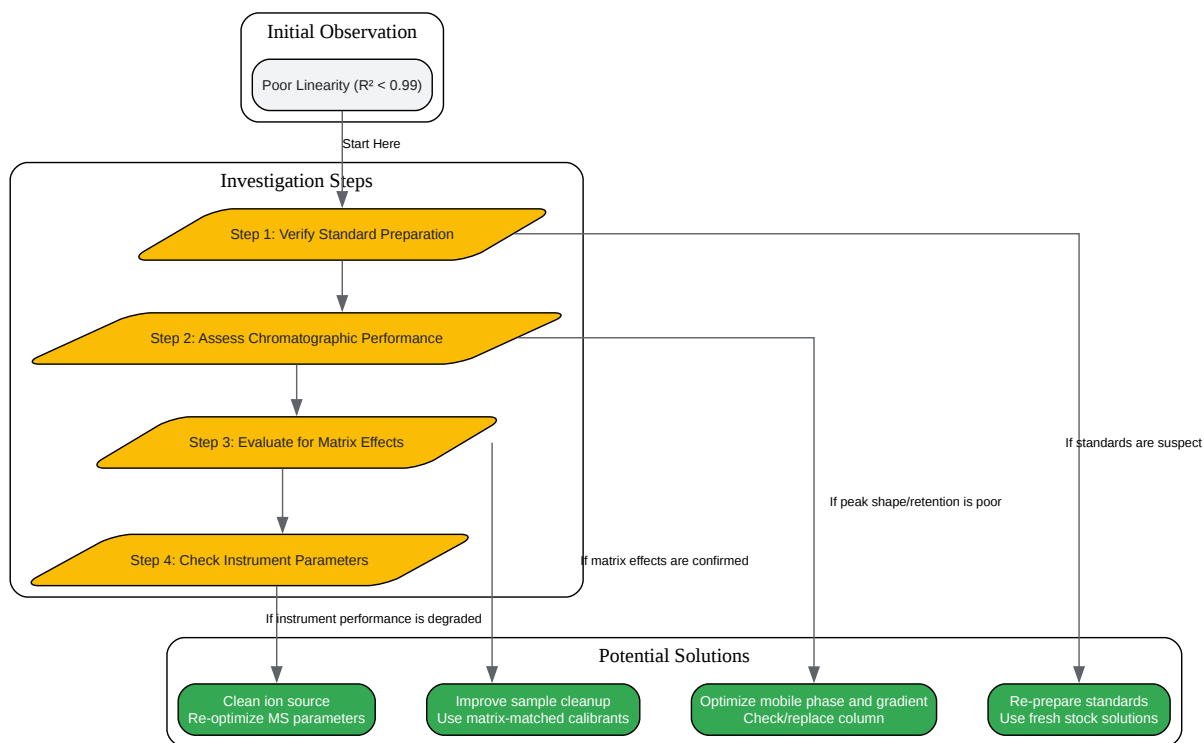 Initial Observation
Poor Linearity (R² < 0.99)
Start Here
Investigation Steps
Step 1: Verify Standard Preparation
Step 2: Assess Chromatographic Performance
Step 3: Evaluate for Matrix Effects
If standards are suspect
If peak shape/retention is poor
Step 4: Check Instrument Parameters
If matrix effects are confirmed
If instrument performance is degraded
Potential Solutions
Clean ion source
Re-optimize MS parameters
Improve sample cleanup
Use matrix-matched calibrants
Optimize mobile phase and gradient
Check/replace column
Re-prepare standards
Use fresh stock solutions